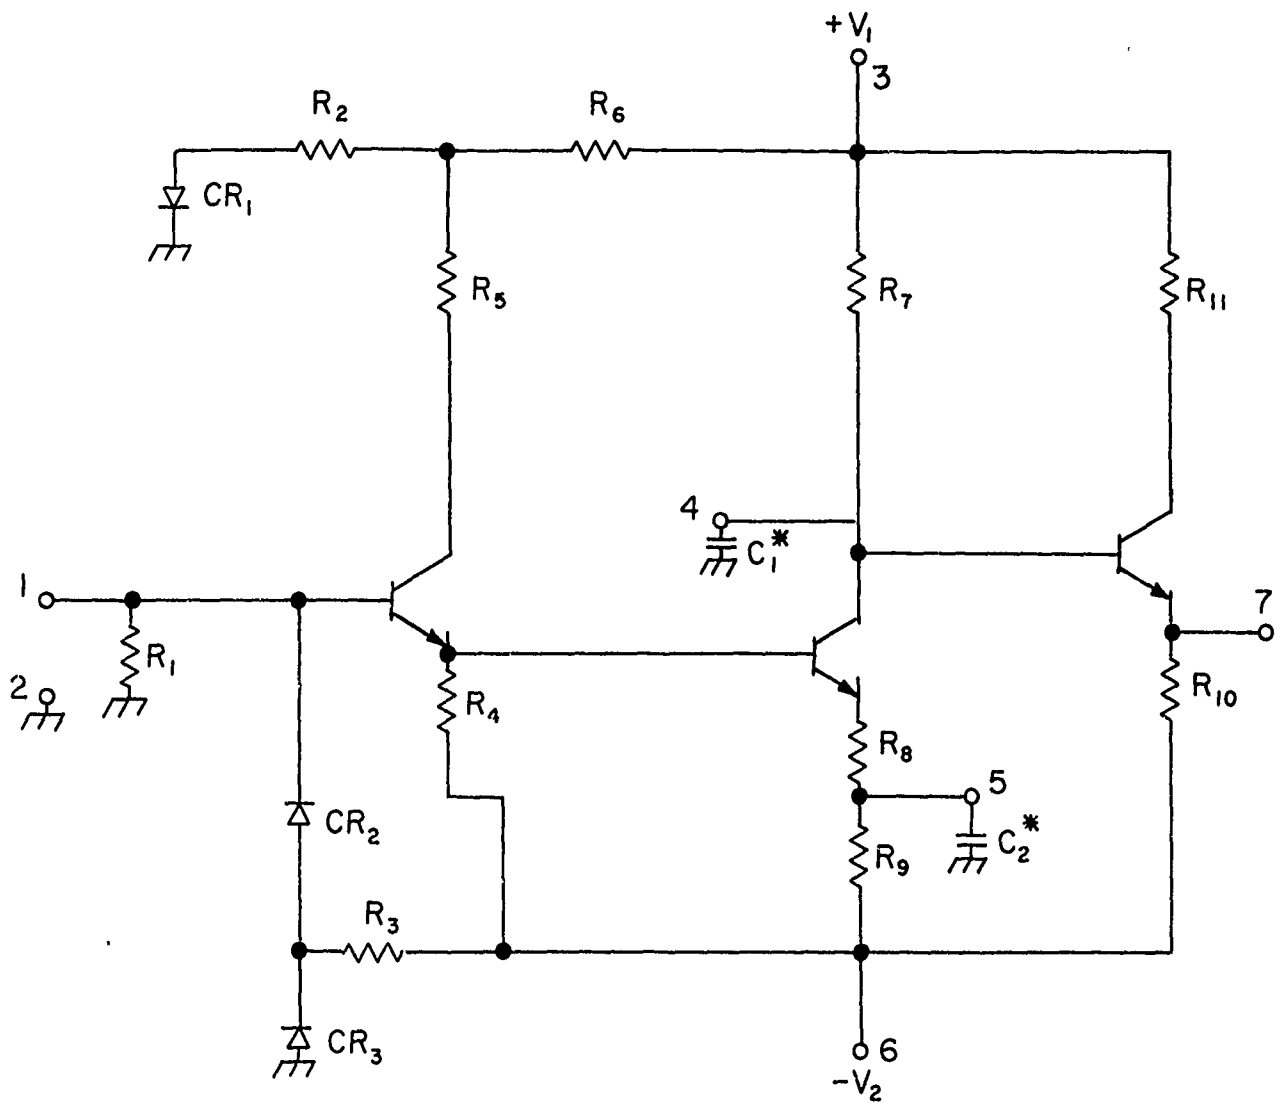 +V₁
3
R₂
R₆
CR₁
R₅
R₇
R₁₁
4
C₁*
1
7
R₁
2
R₄
R₁₀
R₈
5
CR₂
C₂*
R₉
R₃
CR₃
6
-V₂